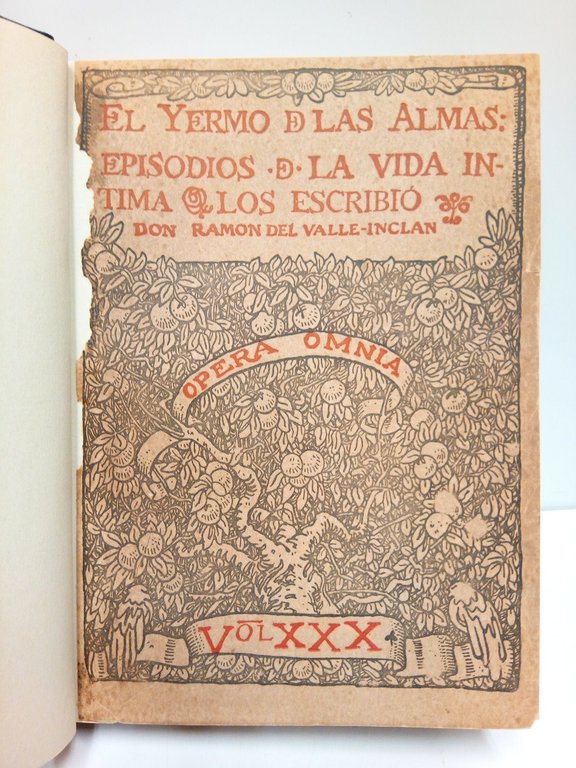 EL YERMO Đ LAS ALMAS:
EPISODIOS · Đ · LA VIDA IN-
TIMA Q LOS ESCRIBIÓ
DON RAMON DEL VALLE-INCLAN
OPERA OMNIA
VOL XXX